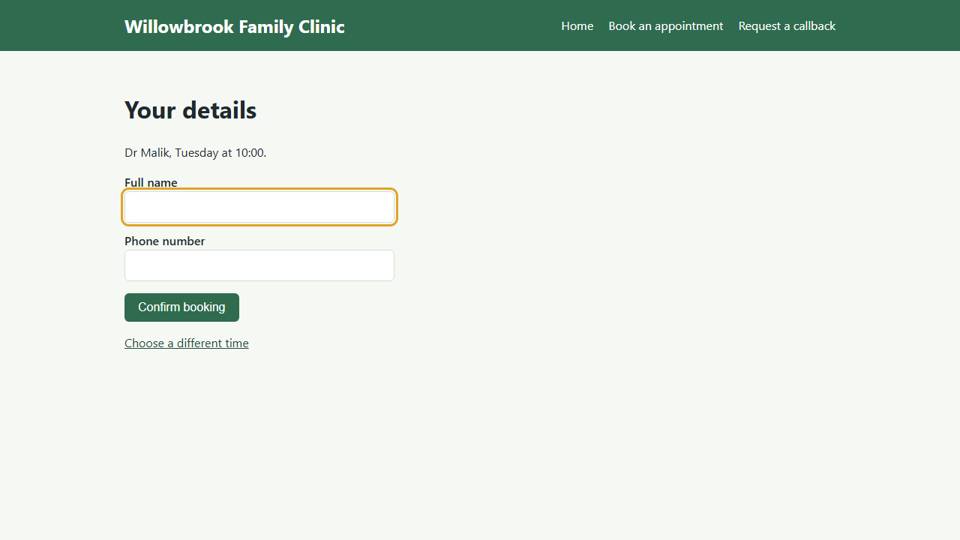 Willowbrook Family Clinic
Home Book an appointment Request a callback
Your details
Dr Malik, Tuesday at 10:00.
Full name
Phone number
Confirm booking
Choose a different time